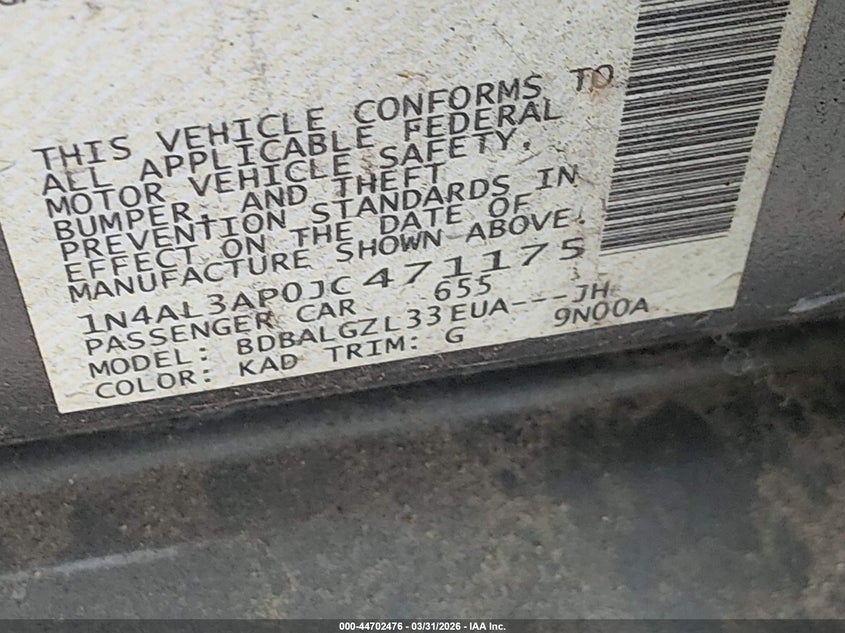 THIS VEHICLE CONFORMS TO
ALL APPLICABLE FEDERAL
MOTOR VEHICLE SAFETY,
BUMPER, AND THEFT
PREVENTION STANDARDS IN
EFFECT ON THE DATE OF
MANUFACTURE SHOWN ABOVE.
1N4AL3AP0JC471175
PASSENGER CAR 655
MODEL: BDBALGZL33EUA---JH
COLOR: KAD TRIM: G 9N00A
000-44702476 - 03/31/2026 - IAA Inc.